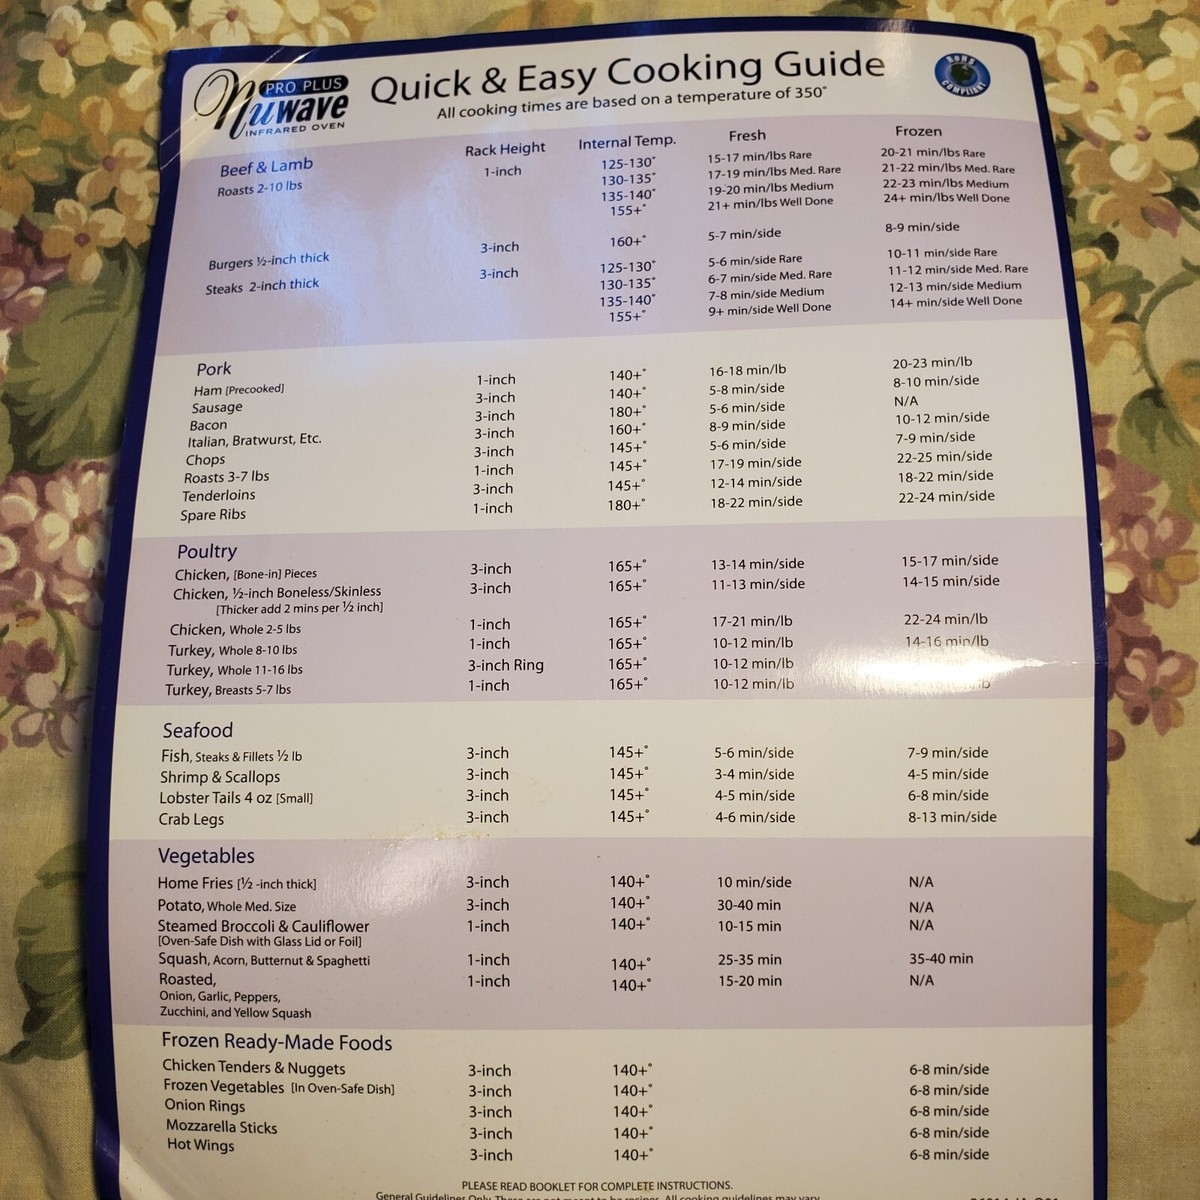 PRO PLUS
nuwave
INFRARED OVEN
Quick & Easy Cooking Guide
All cooking times are based on a temperature of 350°
RoHS COMPLIANT
Rack Height Internal Temp. Fresh Frozen
Beef & Lamb
Roasts 2-10 lbs 1-inch 125-130° 15-17 min/lbs Rare 20-21 min/lbs Rare
130-135° 17-19 min/lbs Med. Rare 21-22 min/lbs Med. Rare
135-140° 19-20 min/lbs Medium 22-23 min/lbs Medium
155+° 21+ min/lbs Well Done 24+ min/lbs Well Done
Burgers ½-inch thick 3-inch 160+° 5-7 min/side 8-9 min/side
Steaks 2-inch thick 3-inch 125-130° 5-6 min/side Rare 10-11 min/side Rare
130-135° 6-7 min/side Med. Rare 11-12 min/side Med. Rare
135-140° 7-8 min/side Medium 12-13 min/side Medium
155+° 9+ min/side Well Done 14+ min/side Well Done
Pork
Ham [Precooked] 1-inch 140+° 16-18 min/lb 20-23 min/lb
Sausage 3-inch 140+° 5-8 min/side 8-10 min/side
Bacon 3-inch 180+° 5-6 min/side N/A
Italian, Bratwurst, Etc. 3-inch 160+° 8-9 min/side 10-12 min/side
Chops 3-inch 145+° 5-6 min/side 7-9 min/side
Roasts 3-7 lbs 1-inch 145+° 17-19 min/side 22-25 min/side
Tenderloins 3-inch 145+° 12-14 min/side 18-22 min/side
Spare Ribs 1-inch 180+° 18-22 min/side 22-24 min/side
Poultry
Chicken, [Bone-in] Pieces 3-inch 165+° 13-14 min/side 15-17 min/side
Chicken, ½-inch Boneless/Skinless 3-inch 165+° 11-13 min/side 14-15 min/side
[Thicker add 2 mins per ½ inch]
Chicken, Whole 2-5 lbs 1-inch 165+° 17-21 min/lb 22-24 min/lb
Turkey, Whole 8-10 lbs 1-inch 165+° 10-12 min/lb 14-16 min/lb
Turkey, Whole 11-16 lbs 3-inch Ring 165+° 10-12 min/lb
Turkey, Breasts 5-7 lbs 1-inch 165+° 10-12 min/lb
Seafood
Fish, Steaks & Fillets ½ lb 3-inch 145+° 5-6 min/side 7-9 min/side
Shrimp & Scallops 3-inch 145+° 3-4 min/side 4-5 min/side
Lobster Tails 4 oz [Small] 3-inch 145+° 4-5 min/side 6-8 min/side
Crab Legs 3-inch 145+° 4-6 min/side 8-13 min/side
Vegetables
Home Fries [½ -inch thick] 3-inch 140+° 10 min/side N/A
Potato, Whole Med. Size 3-inch 140+° 30-40 min N/A
Steamed Broccoli & Cauliflower 1-inch 140+° 10-15 min N/A
[Oven-Safe Dish with Glass Lid or Foil]
Squash, Acorn, Butternut & Spaghetti 1-inch 140+° 25-35 min 35-40 min
Roasted, 1-inch 140+° 15-20 min N/A
Onion, Garlic, Peppers,
Zucchini, and Yellow Squash
Frozen Ready-Made Foods
Chicken Tenders & Nuggets 3-inch 140+° 6-8 min/side
Frozen Vegetables [In Oven-Safe Dish] 3-inch 140+° 6-8 min/side
Onion Rings 3-inch 140+° 6-8 min/side
Mozzarella Sticks 3-inch 140+° 6-8 min/side
Hot Wings 3-inch 140+° 6-8 min/side
PLEASE READ BOOKLET FOR COMPLETE INSTRUCTIONS.
General Guidelines Only. These are not meant to be recipes. All cooking guidelines may vary